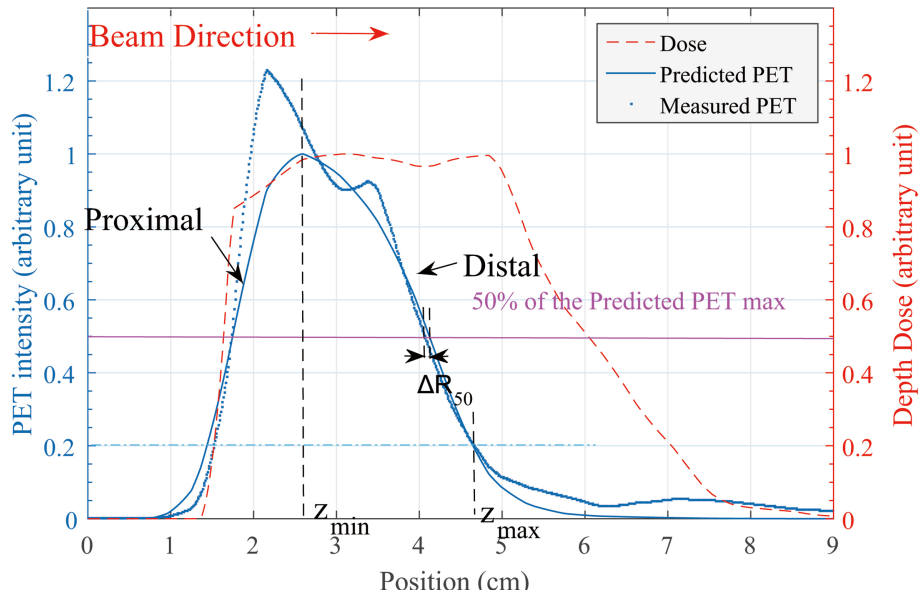 Beam Direction
Dose
Predicted PET
Measured PET
PET intensity (arbitrary unit)
Depth Dose (arbitrary unit)
1.2
1
0.8
0.6
0.4
0.2
0
1.2
1
0.8
0.6
0.4
0.2
0
Proximal
Distal
50% of the Predicted PET max
ΔR50
zmin
zmax
0 1 2 3 4 5 6 7 8 9
Position (cm)